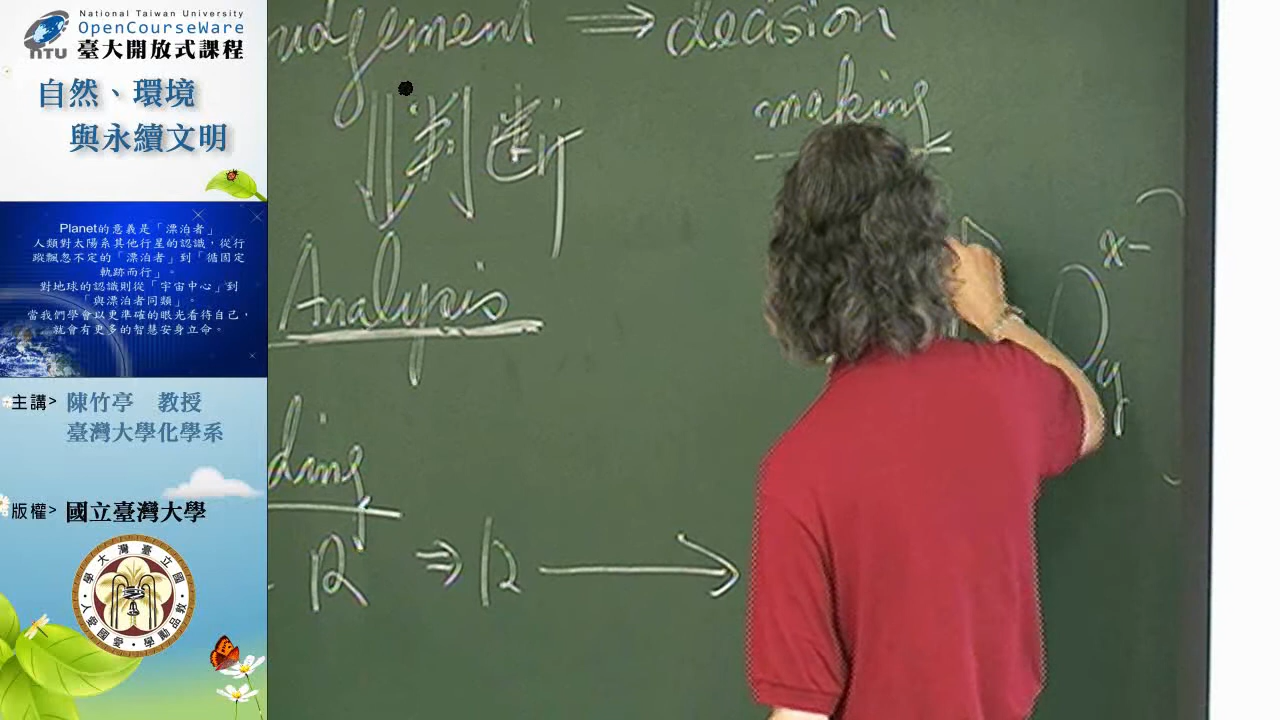 National Taiwan University
OpenCourseWare
NTU 臺大開放式課程
自然、環境
與永續文明
Planet的意義是「漂泊者」
人類對太陽系其他行星的認識，從行
蹤飄忽不定的「漂泊者」到「循固定
軌跡而行」。
對地球的認識則從「宇宙中心」到
「與漂泊者同類」。
當我們學會以更準確的眼光看待自己，
就會有更多的智慧安身立命。
主講> 陳竹亭 教授
臺灣大學化學系
版權> 國立臺灣大學
udgement ⇒ decision
making
判斷
Analysis
ding
R ⇒ R →
x-
y